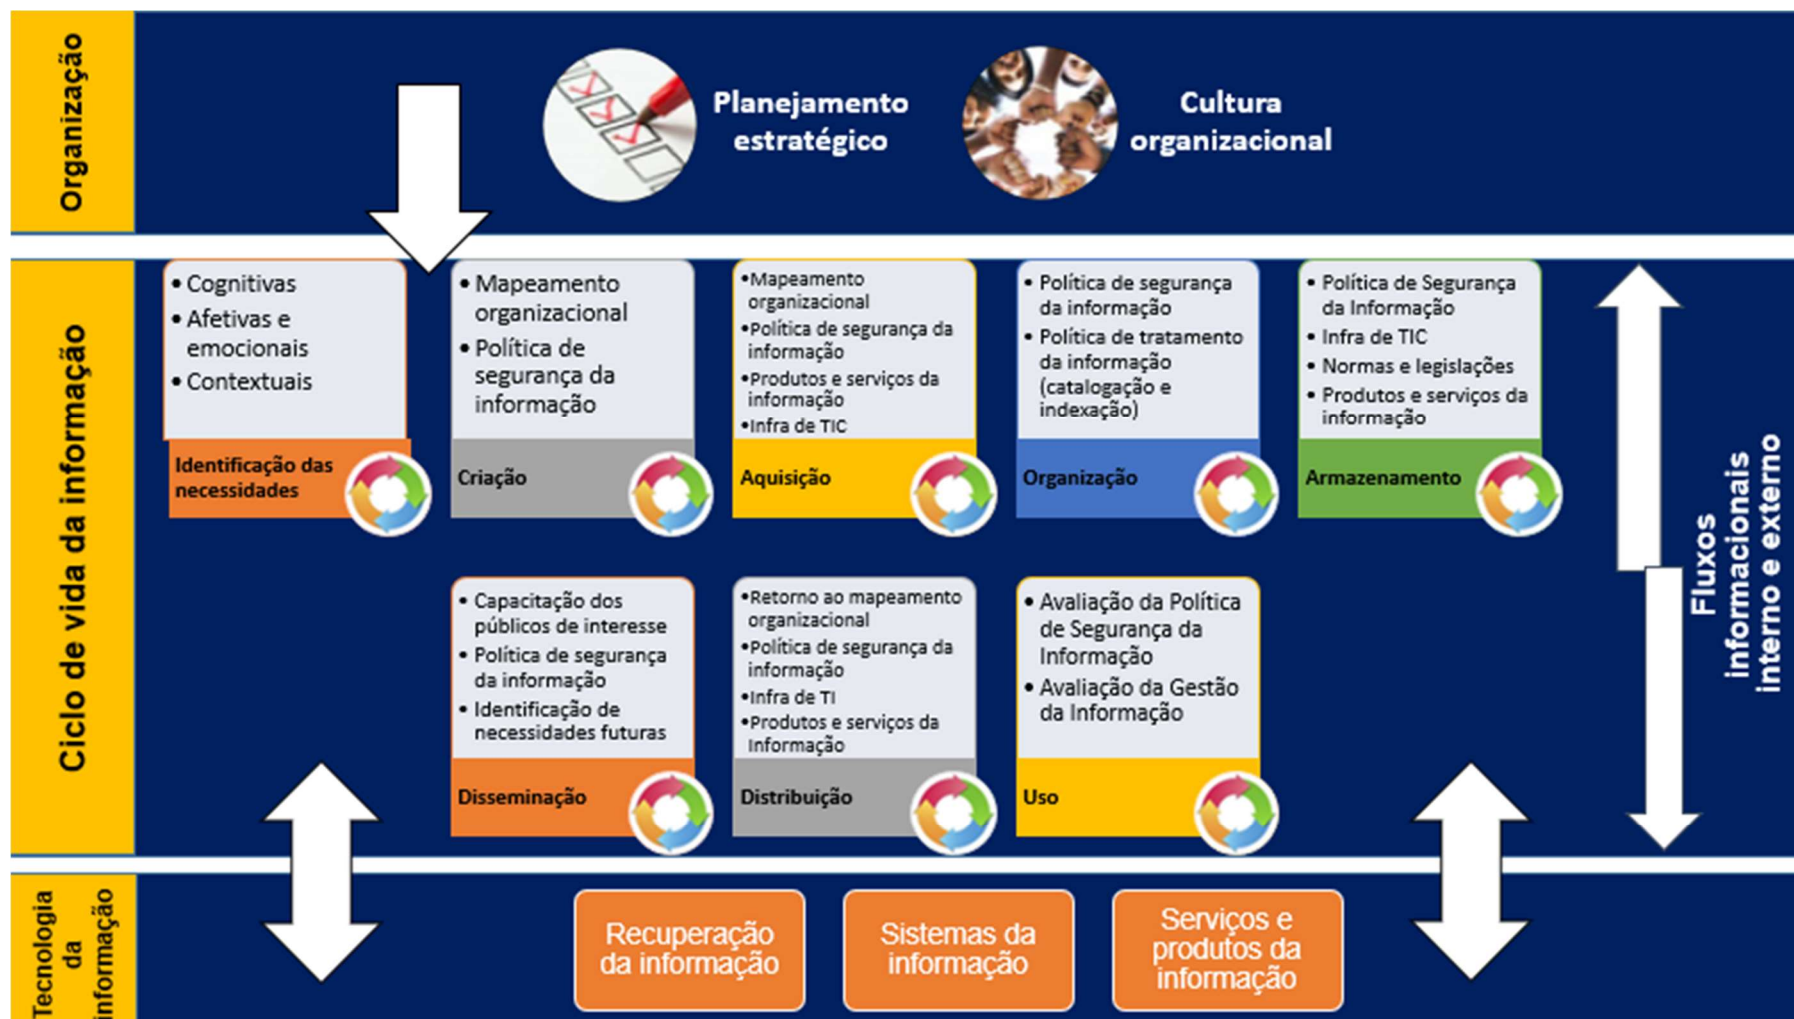 Organização
Planejamento
estratégico
Cultura
organizacional
Ciclo de vida da informação
• Cognitivas
• Afetivas e
emocionais
• Contextuais
Identificação das
necessidades
• Mapeamento
organizacional
• Política de
segurança da
informação
Criação
•Mapeamento
organizacional
•Política de segurança da
informação
•Produtos e serviços da
informação
•Infra de TIC
Aquisição
• Política de segurança
da informação
• Política de tratamento
da informação
(catalogação e
indexação)
Organização
• Política de Segurança
da Informação
• Infra de TIC
• Normas e legislações
• Produtos e serviços da
informação
Armazenamento
• Capacitação dos
públicos de interesse
• Política de segurança
da informação
• Identificação de
necessidades futuras
Disseminação
•Retorno ao mapeamento
organizacional
•Política de segurança da
informação
•Infra de TI
•Produtos e serviços da
Informação
Distribuição
• Avaliação da Política
de Segurança da
Informação
• Avaliação da Gestão
da Informação
Uso
Fluxos
informacionais
interno e externo
Tecnologia
da
informação
Recuperação
da informação
Sistemas da
informação
Serviços e
produtos da
informação